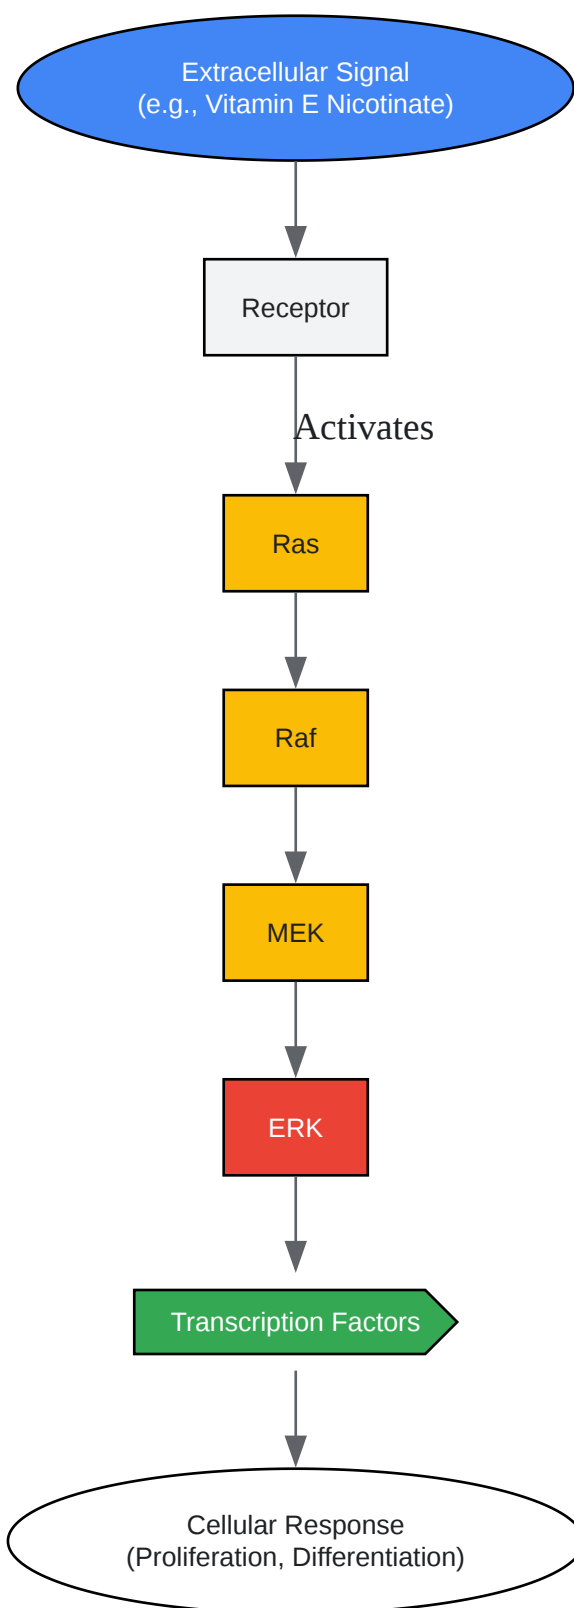 Extracellular Signal
(e.g., Vitamin E Nicotinate)
Receptor
Activates
Ras
Raf
MEK
ERK
Transcription Factors
Cellular Response
(Proliferation, Differentiation)